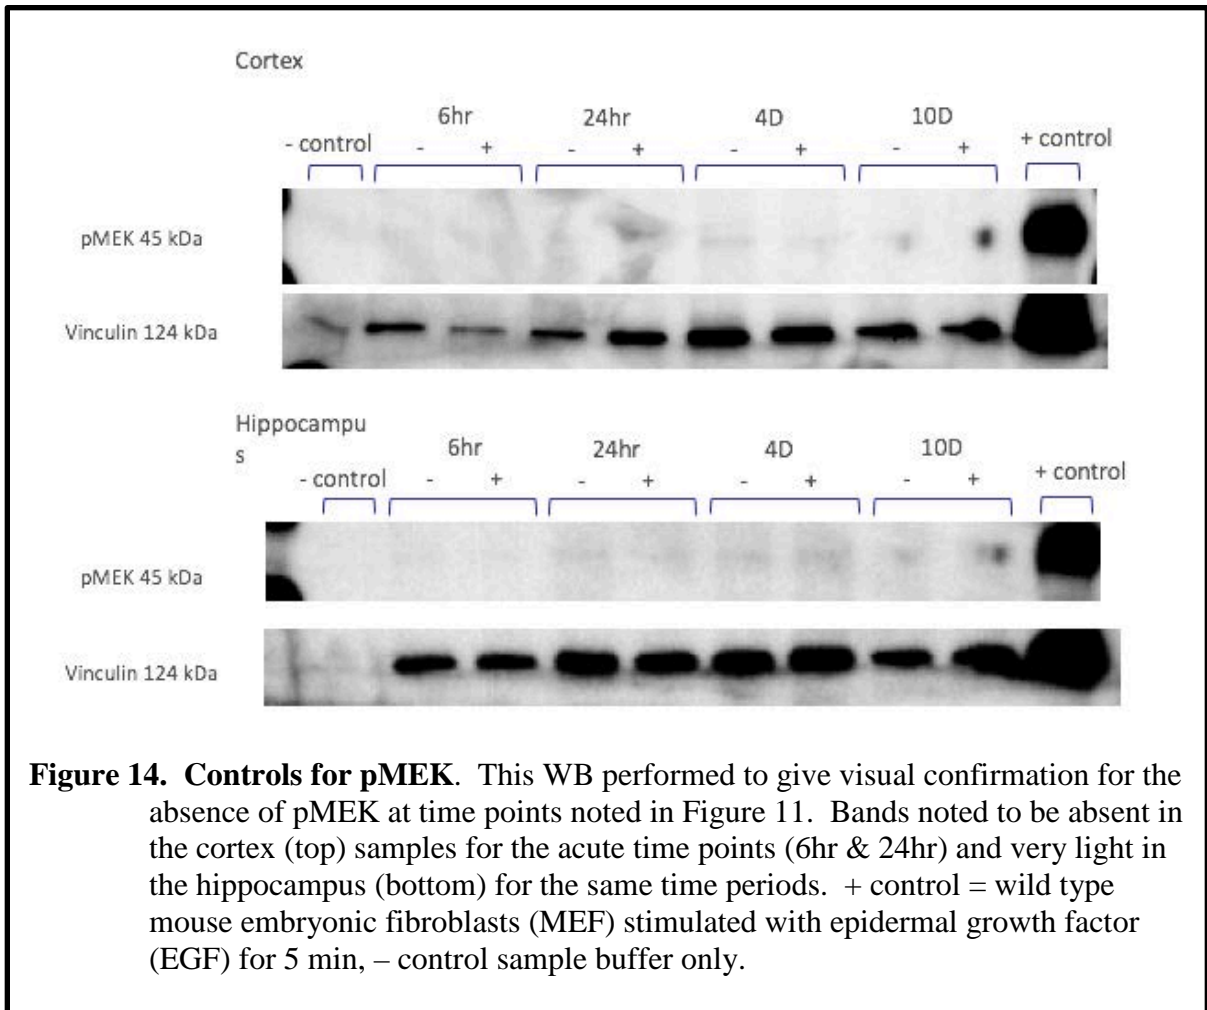 Cortex
6hr 24hr 4D 10D
- control - + - + - + - + + control
pMEK 45 kDa
Vinculin 124 kDa
Hippocampu
s
6hr 24hr 4D 10D
- control - + - + - + - + + control
pMEK 45 kDa
Vinculin 124 kDa
Figure 14. Controls for pMEK. This WB performed to give visual confirmation for the
absence of pMEK at time points noted in Figure 11. Bands noted to be absent in
the cortex (top) samples for the acute time points (6hr & 24hr) and very light in
the hippocampus (bottom) for the same time periods. + control = wild type
mouse embryonic fibroblasts (MEF) stimulated with epidermal growth factor
(EGF) for 5 min, – control sample buffer only.